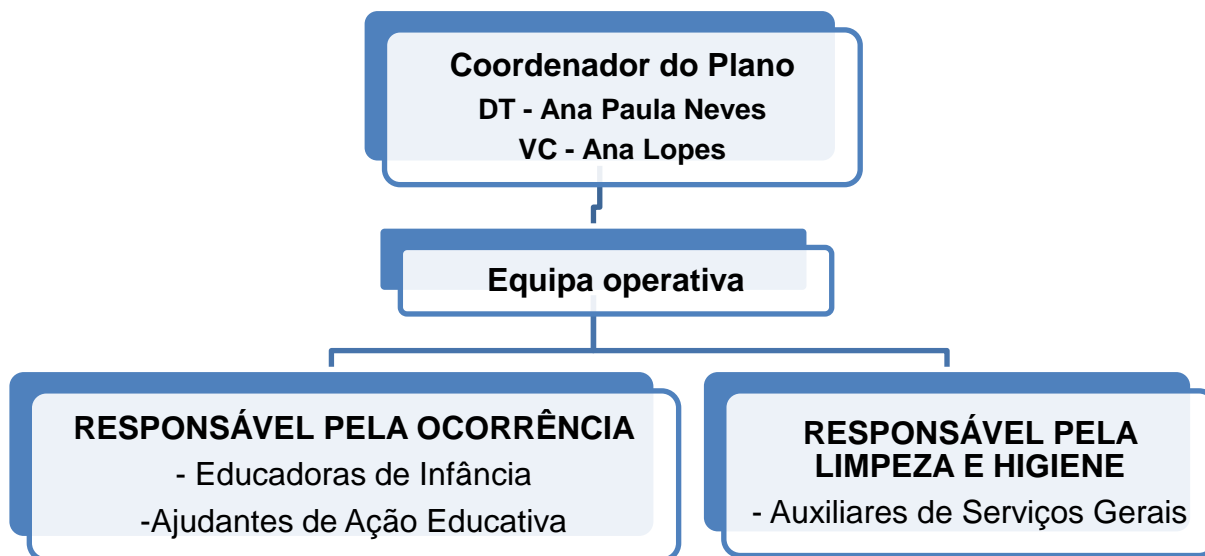 Coordenador do Plano
DT - Ana Paula Neves
VC - Ana Lopes
Equipa operativa
RESPONSÁVEL PELA OCORRÊNCIA
- Educadoras de Infância
-Ajudantes de Ação Educativa
RESPONSÁVEL PELA
LIMPEZA E HIGIENE
- Auxiliares de Serviços Gerais